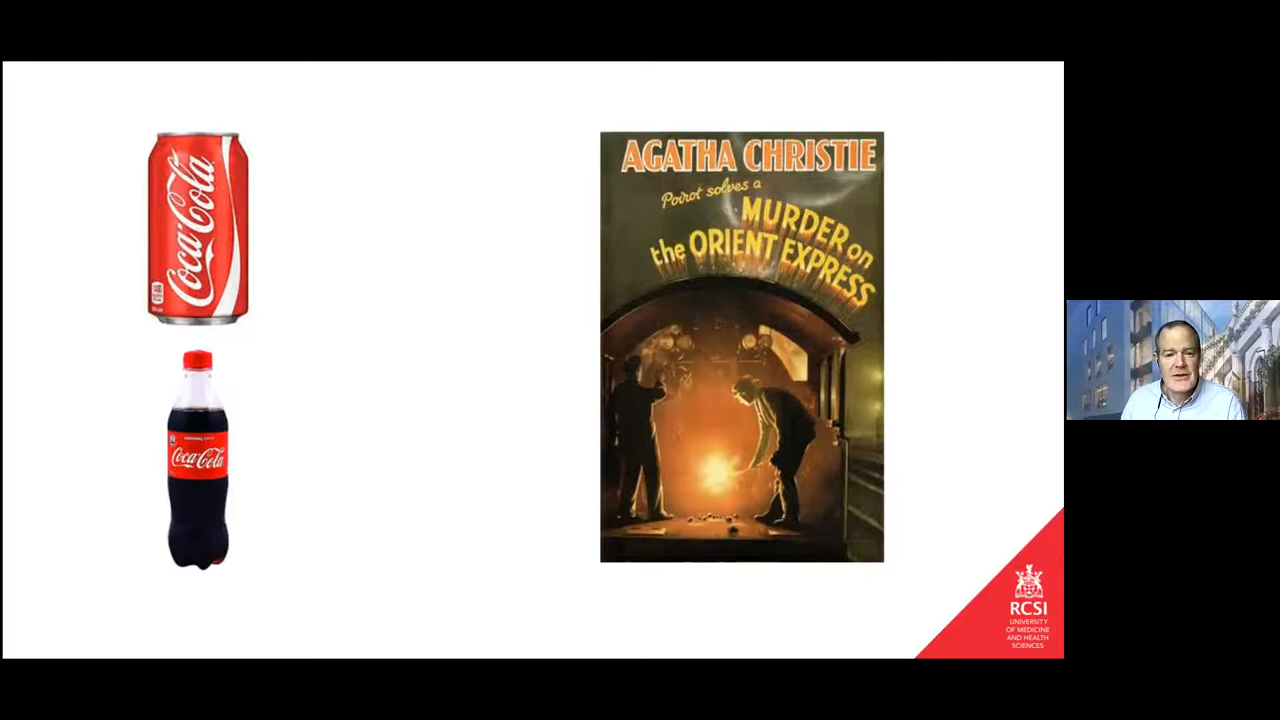 Coca-Cola
Coca-Cola
AGATHA CHRISTIE
Poirot solves a
MURDER on
the ORIENT EXPRESS
RCSI
UNIVERSITY
OF MEDICINE
AND HEALTH
SCIENCES